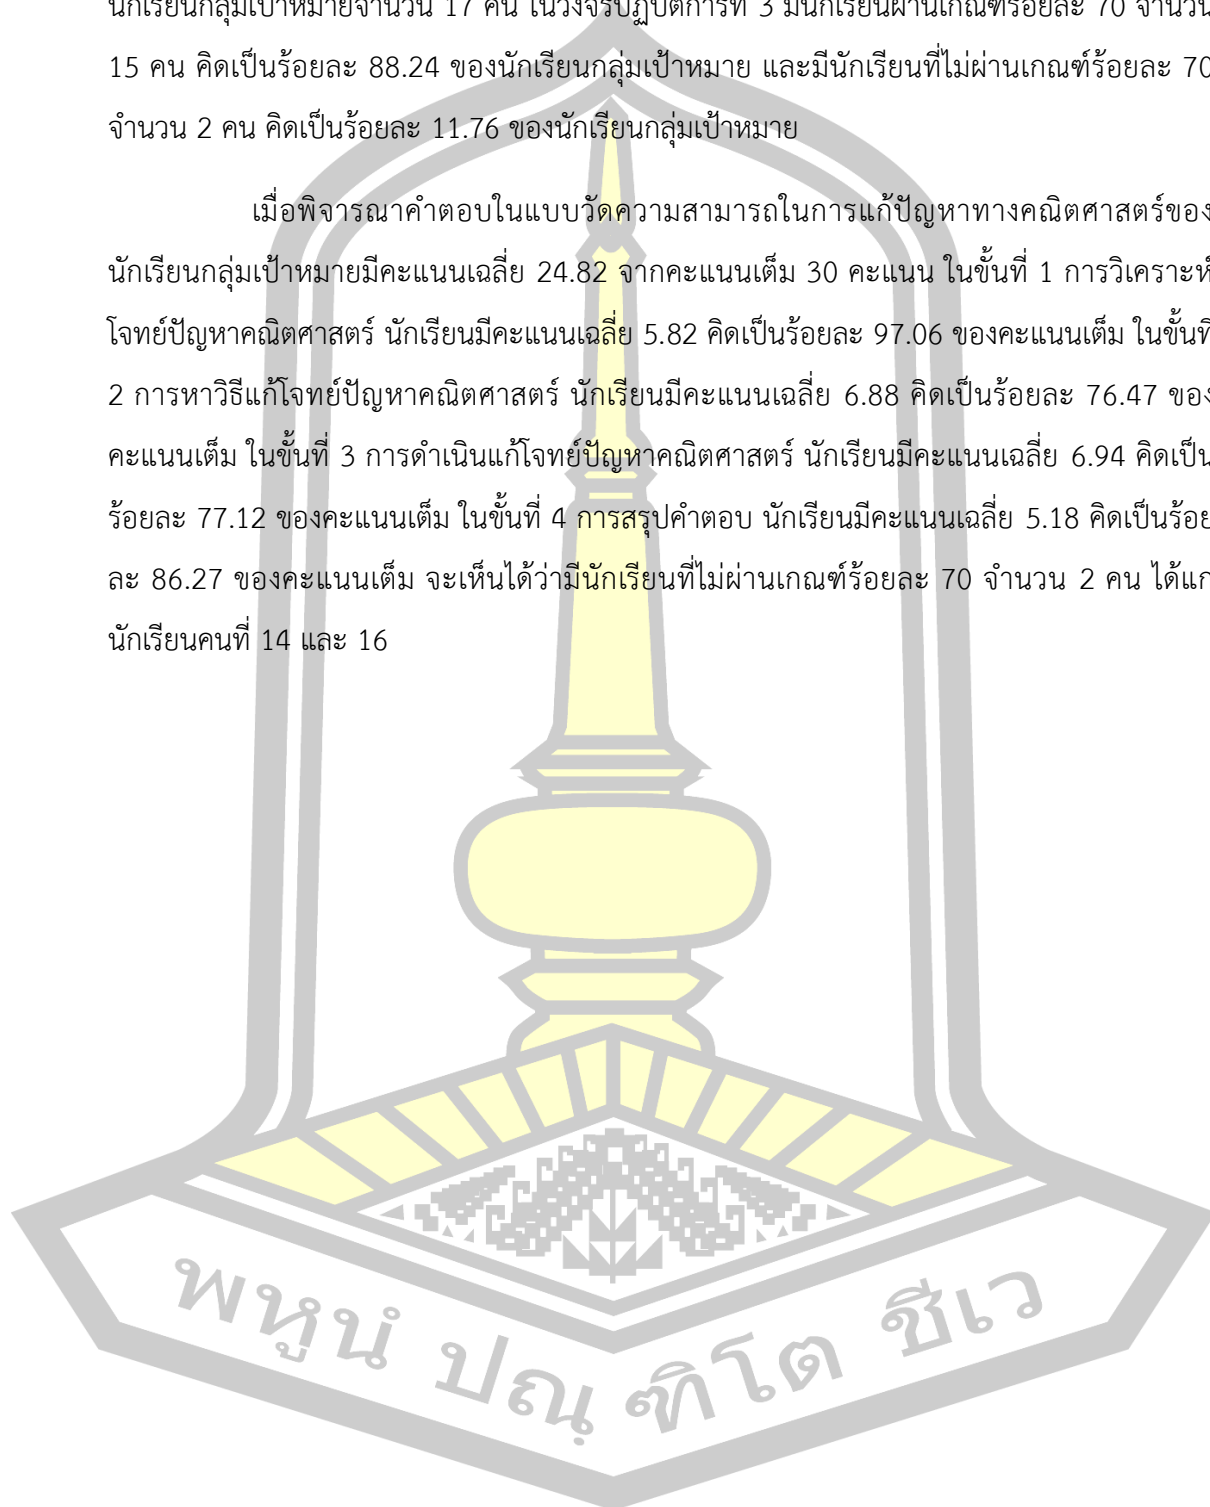 นักเรียนกลุ่มเป้าหมายจำนวน 17 คน ในวงจรปฏิบัติการที่ 3 มีนักเรียนผ่านเกณฑ์ร้อยละ 70 จำนวน
15 คน คิดเป็นร้อยละ 88.24 ของนักเรียนกลุ่มเป้าหมาย และมีนักเรียนที่ไม่ผ่านเกณฑ์ร้อยละ 70
จำนวน 2 คน คิดเป็นร้อยละ 11.76 ของนักเรียนกลุ่มเป้าหมาย
เมื่อพิจารณาคำตอบในแบบวัดความสามารถในการแก้ปัญหาทางคณิตศาสตร์ของ
นักเรียนกลุ่มเป้าหมายมีคะแนนเฉลี่ย 24.82 จากคะแนนเต็ม 30 คะแนน ในขั้นที่ 1 การวิเคราะห์
โจทย์ปัญหาคณิตศาสตร์ นักเรียนมีคะแนนเฉลี่ย 5.82 คิดเป็นร้อยละ 97.06 ของคะแนนเต็ม ในขั้นที่
2 การหาวิธีแก้โจทย์ปัญหาคณิตศาสตร์ นักเรียนมีคะแนนเฉลี่ย 6.88 คิดเป็นร้อยละ 76.47 ของ
คะแนนเต็ม ในขั้นที่ 3 การดำเนินแก้โจทย์ปัญหาคณิตศาสตร์ นักเรียนมีคะแนนเฉลี่ย 6.94 คิดเป็น
ร้อยละ 77.12 ของคะแนนเต็ม ในขั้นที่ 4 การสรุปคำตอบ นักเรียนมีคะแนนเฉลี่ย 5.18 คิดเป็นร้อย
ละ 86.27 ของคะแนนเต็ม จะเห็นได้ว่ามีนักเรียนที่ไม่ผ่านเกณฑ์ร้อยละ 70 จำนวน 2 คน ได้แก่
นักเรียนคนที่ 14 และ 16
พหูนํ ปณฺฑิโต ชีเว